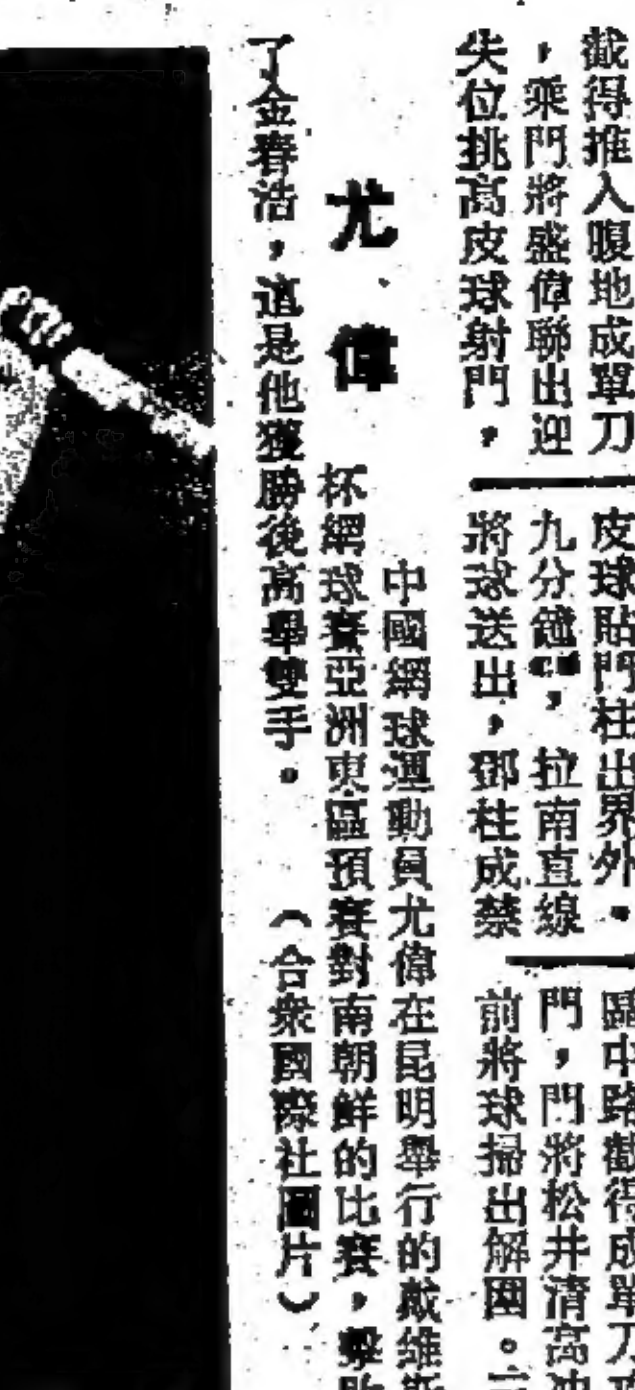 截得推入腹地成單刀
，乘門將盛偉聯出迎
失位挑高皮球射門，
皮球貼門柱出界外。
九分鐘，拉南直線
將球送出，鄧柱成禁
區中路截得成單刀
門，門將松井清高冲
前將球掃出解圍。二
尤偉
中國網球運動員尤偉在昆明舉行的戴維斯
杯網球賽亞洲東區預賽對南朝鮮的比賽，擊敗
了金春浩，這是他獲勝後高舉雙手。（合衆國際社圖片）